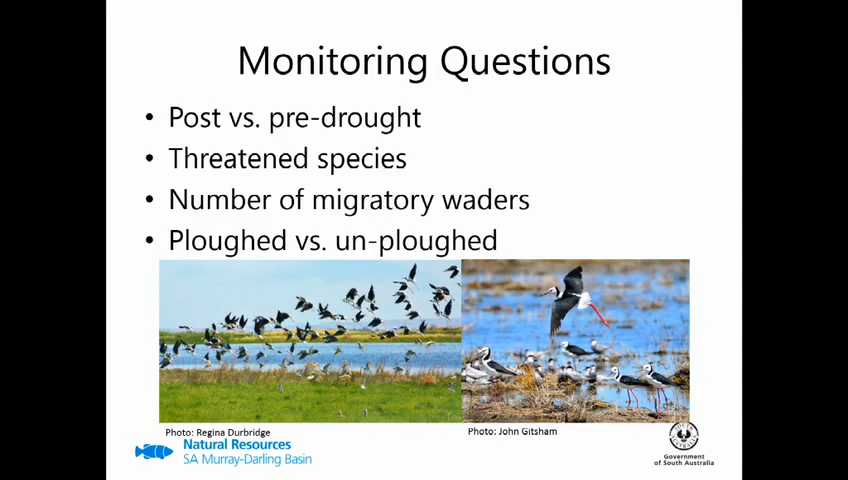 Monitoring Questions
• Post vs. pre-drought
• Threatened species
• Number of migratory waders
• Ploughed vs. un-ploughed
Photo: Regina Durbridge
Photo: John Gitsham
Natural Resources
SA Murray-Darling Basin
Government
of South Australia